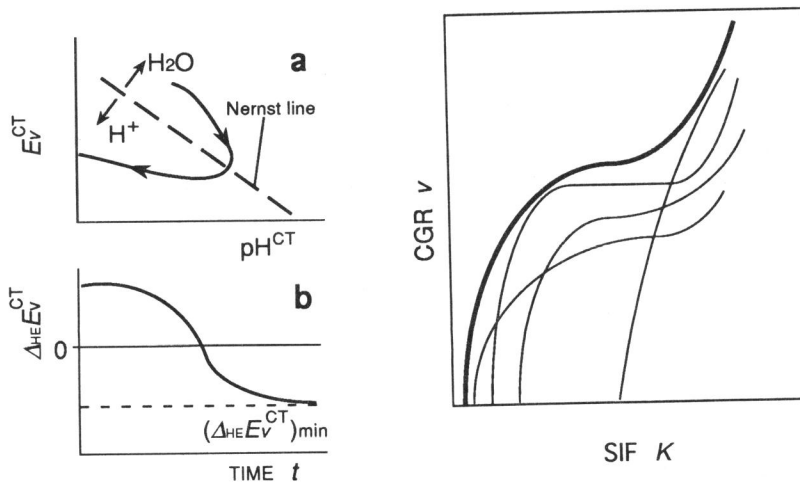 a
H₂O
H⁺
Nernst line
E_v^CT
pH^CT
b
Δ_HE E_v^CT
0
(Δ_HE E_v^CT)min
TIME t
CGR v
SIF K